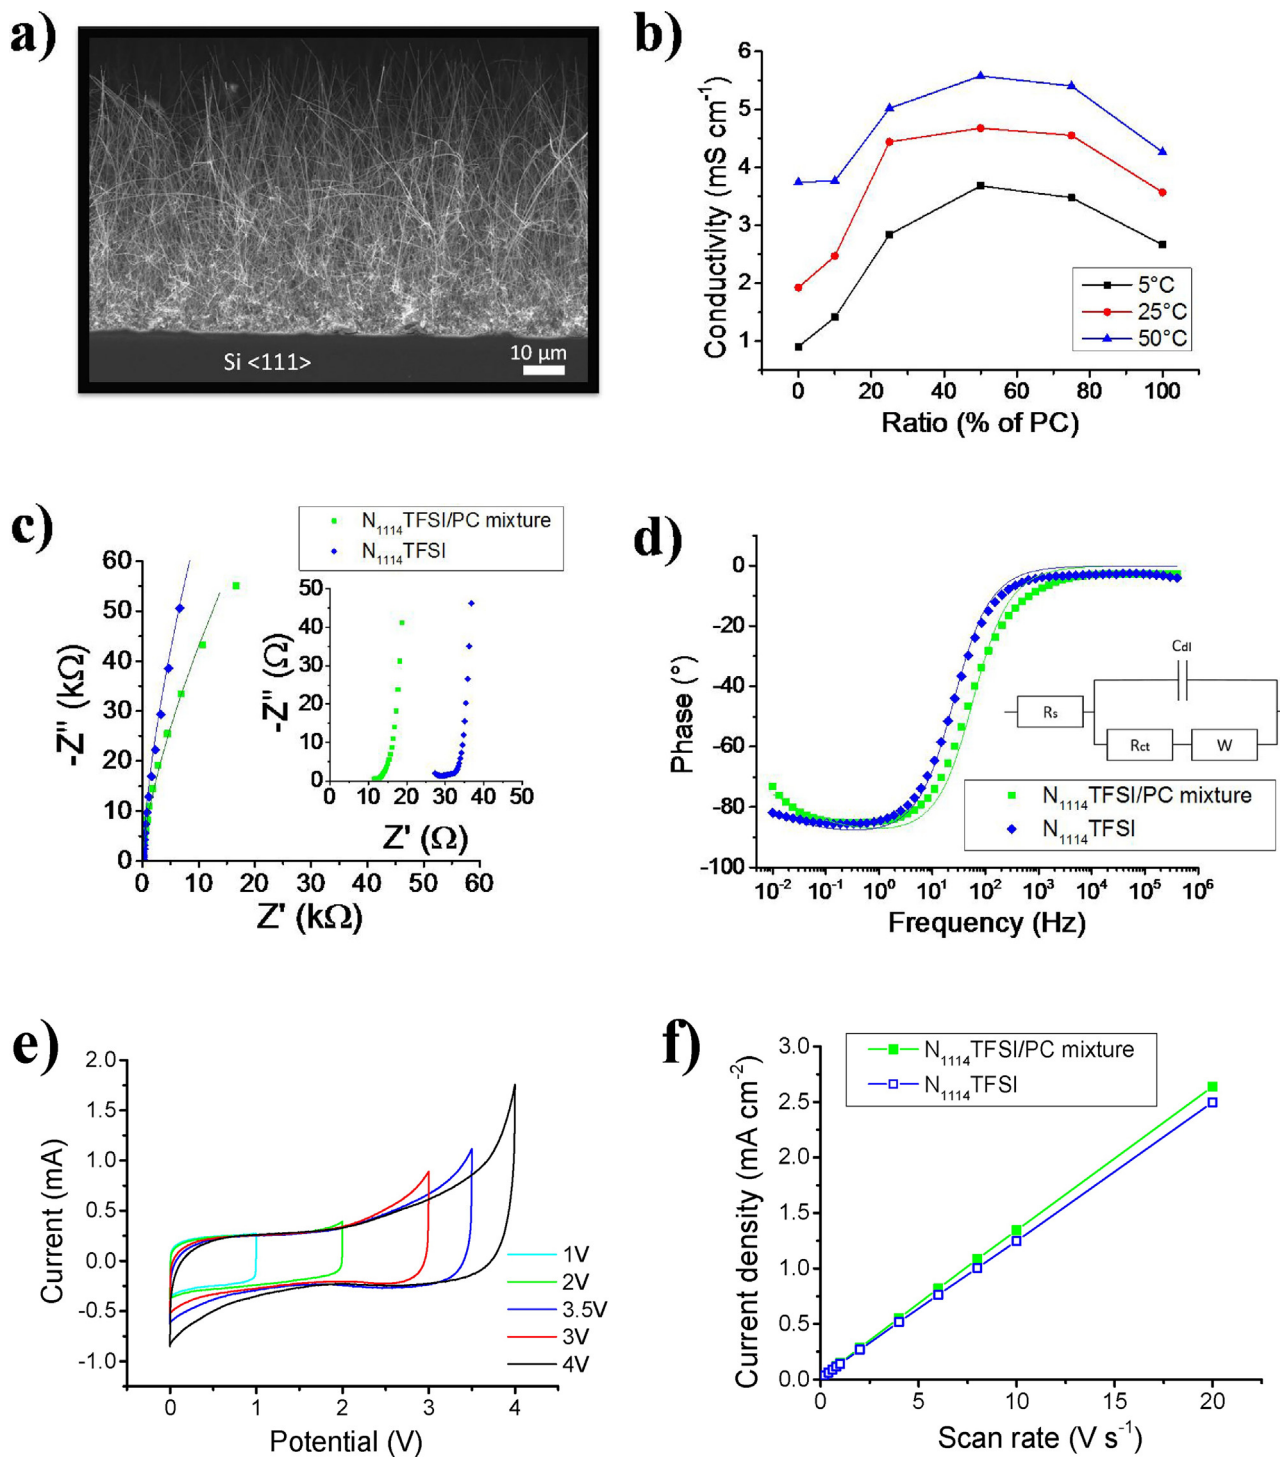 a)
Si <111>
10 µm
b)
Conductivity (mS cm⁻¹)
6
5
4
3
2
1
0
20
40
60
80
100
Ratio (% of PC)
5°C
25°C
50°C
c)
N₁₁₁₄TFSI/PC mixture
N₁₁₁₄TFSI
-Z'' (kΩ)
60
50
40
30
20
10
0
0
10
20
30
40
50
60
Z' (kΩ)
-Z'' (Ω)
50
40
30
20
10
0
0
10
20
30
40
50
Z' (Ω)
d)
Phase (°)
0
-20
-40
-60
-80
-100
10⁻²
10⁻¹
10⁰
10¹
10²
10³
10⁴
10⁵
10⁶
Frequency (Hz)
Cdl
Rs
Rct
W
N₁₁₁₄TFSI/PC mixture
N₁₁₁₄TFSI
e)
Current (mA)
2.0
1.5
1.0
0.5
0.0
-0.5
-1.0
0
1
2
3
4
Potential (V)
1V
2V
3.5V
3V
4V
f)
N₁₁₁₄TFSI/PC mixture
N₁₁₁₄TFSI
Current density (mA cm⁻²)
3.0
2.5
2.0
1.5
1.0
0.5
0.0
0
5
10
15
20
Scan rate (V s⁻¹)